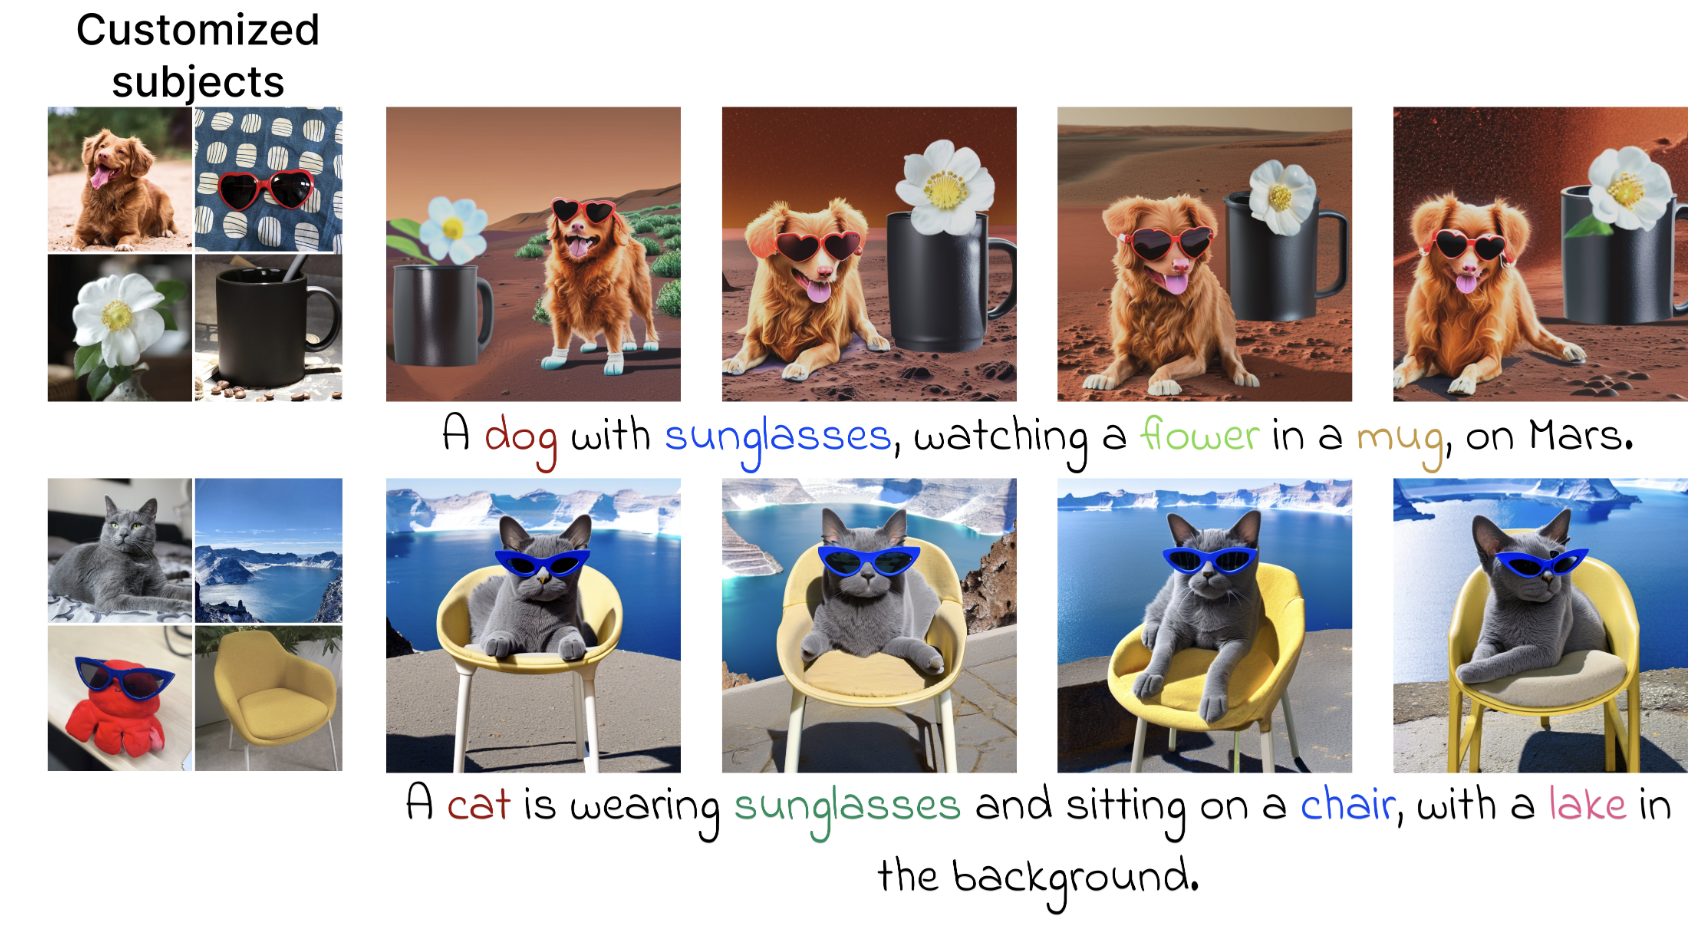 Customized
subjects
A dog with sunglasses, watching a flower in a mug, on Mars.
A cat is wearing sunglasses and sitting on a chair, with a lake in
the background.